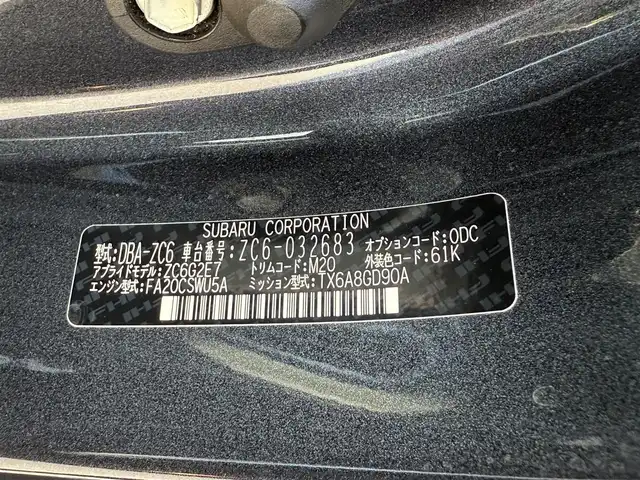 SUBARU CORPORATION
型式:DBA-ZC6 車台番号:ZC6-032683 オプションコード:ODC
アプライドモデル:ZC6G2E7 トリムコード:M20 外装色コード:61K
エンジン型式:FA20CSWU5A ミッション型式:TX6A8GD90A